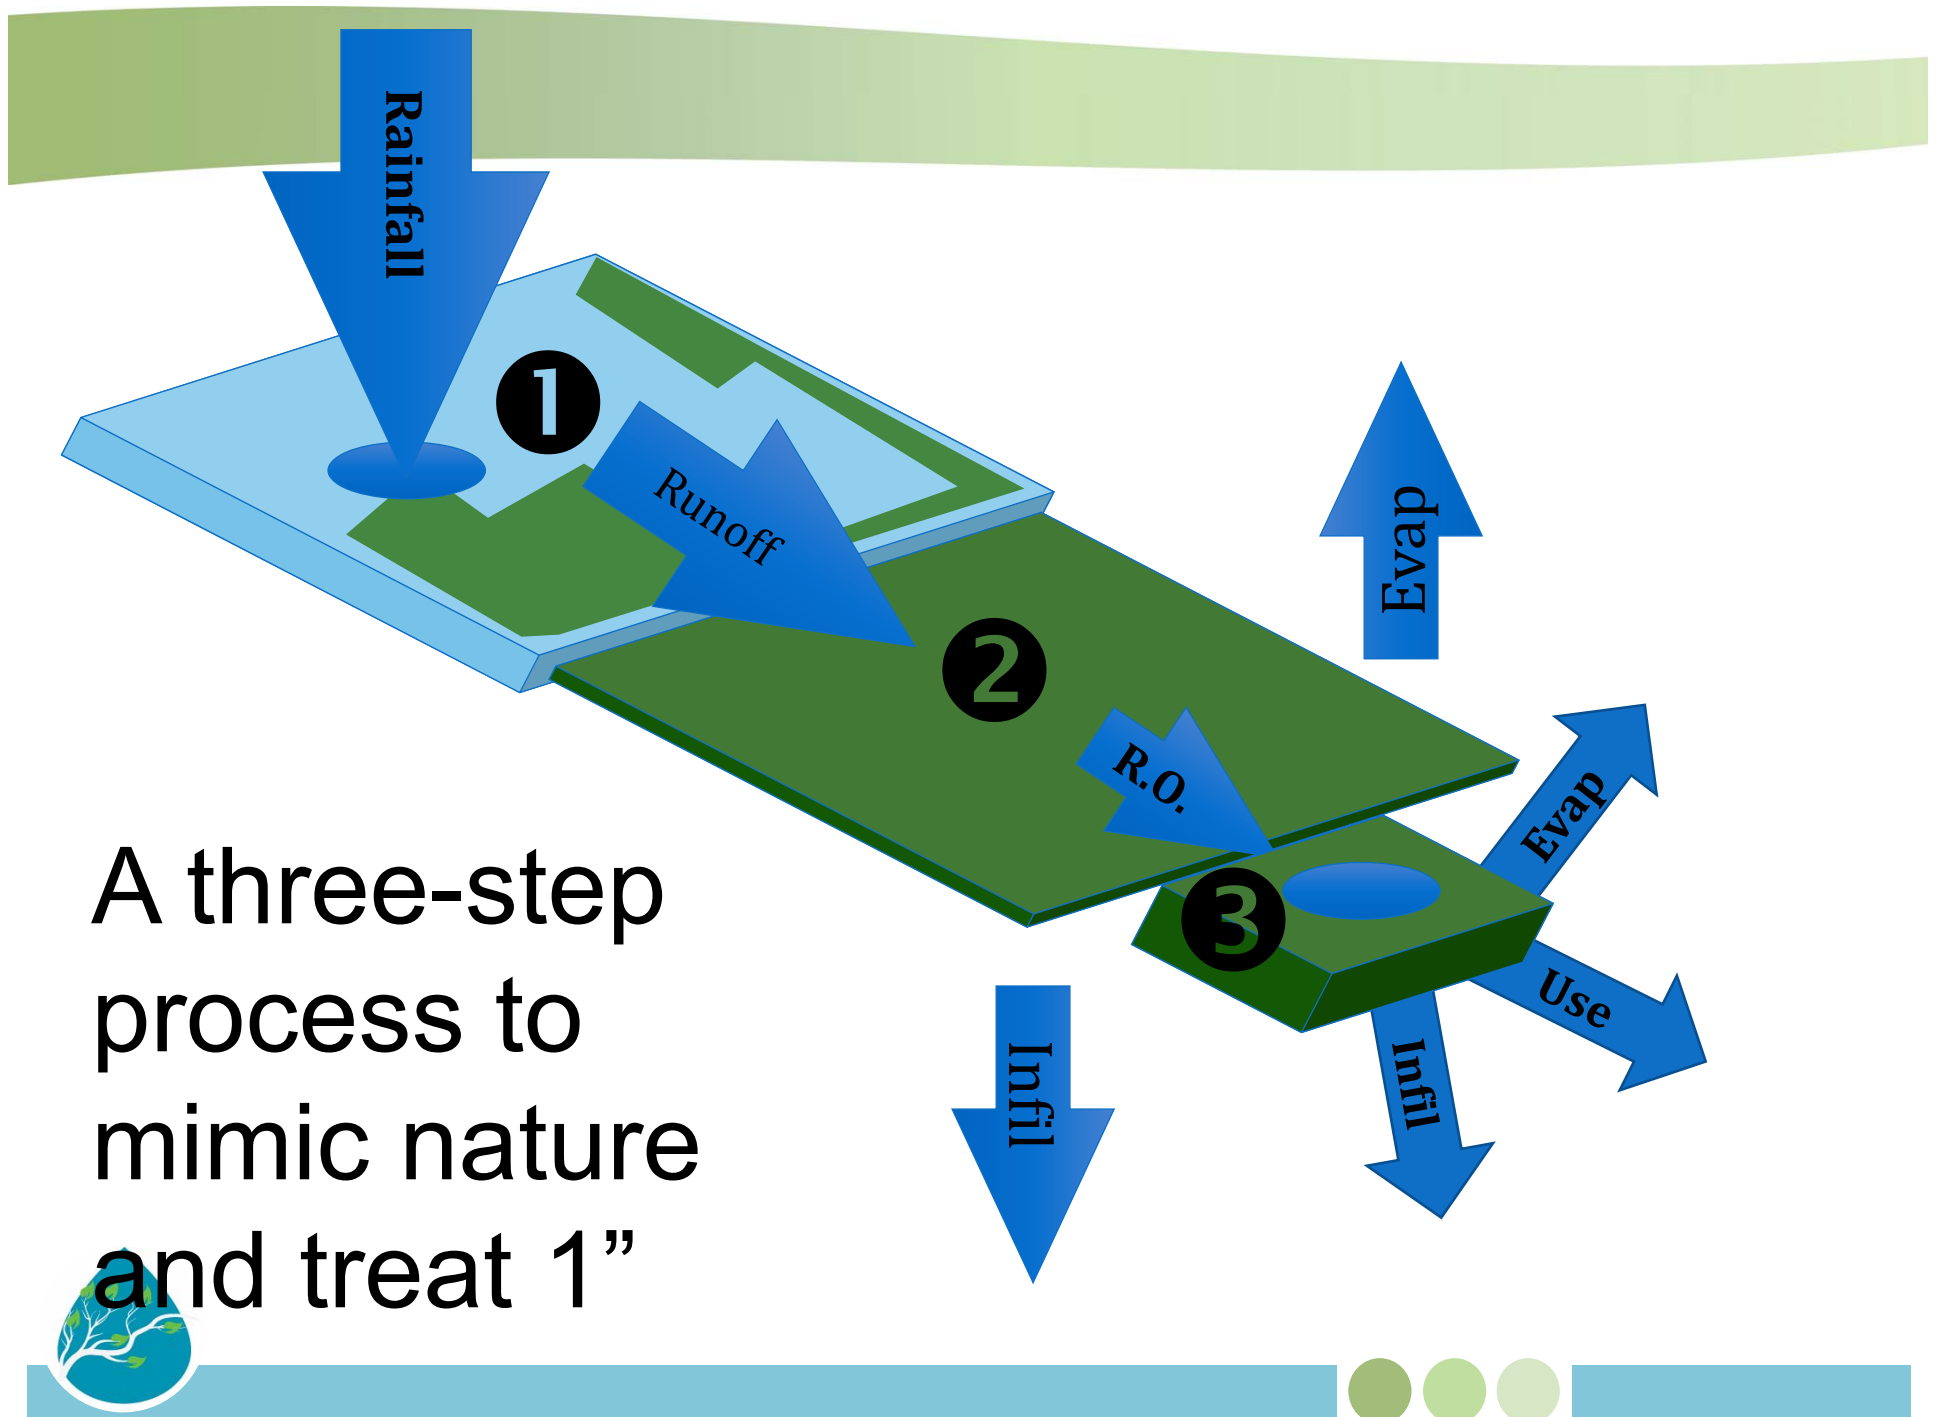 Rainfall
1
Runoff
2
Evap
R.O.
3
Evap
Use
Infil
Infil
A three-step
process to
mimic nature
and treat 1”